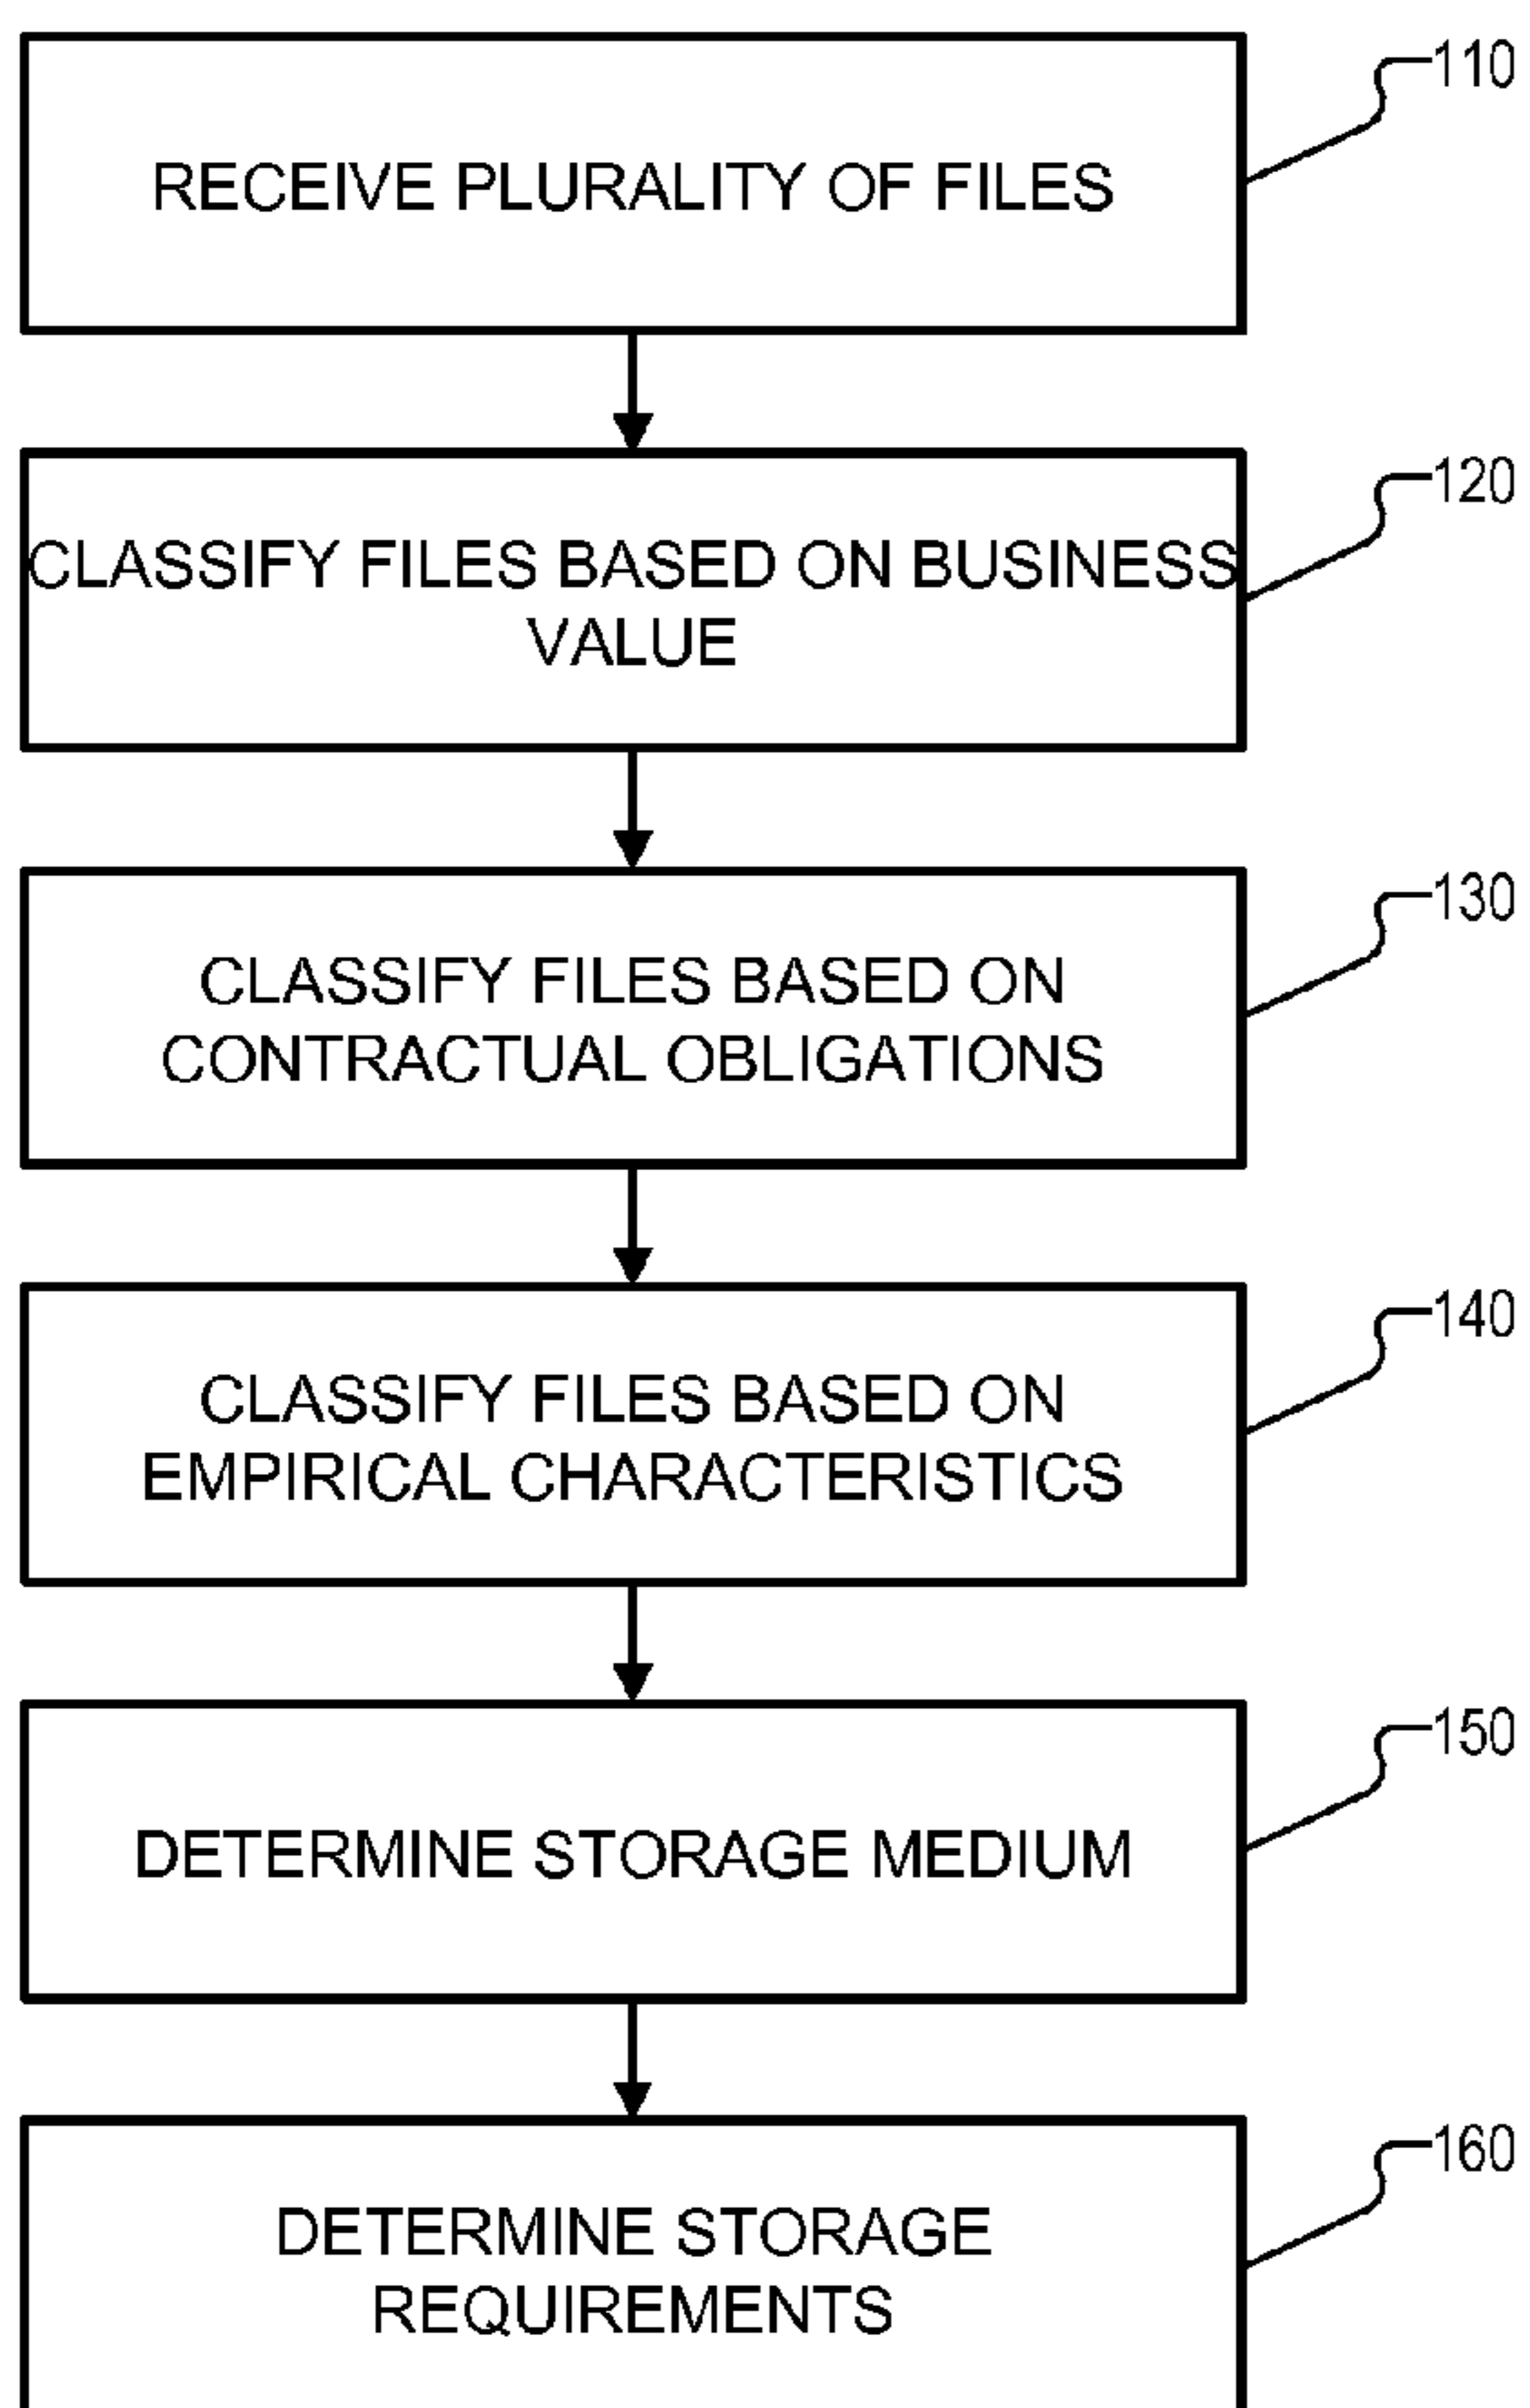 110
RECEIVE PLURALITY OF FILES
120
CLASSIFY FILES BASED ON BUSINESS
VALUE
130
CLASSIFY FILES BASED ON
CONTRACTUAL OBLIGATIONS
140
CLASSIFY FILES BASED ON
EMPIRICAL CHARACTERISTICS
150
DETERMINE STORAGE MEDIUM
160
DETERMINE STORAGE
REQUIREMENTS